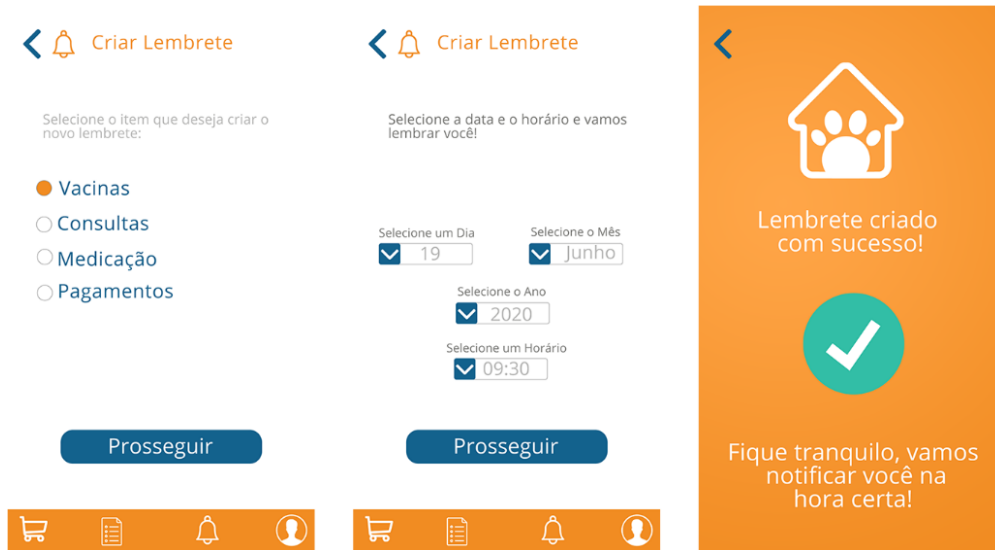 Criar Lembrete
Selecione o item que deseja criar o
novo lembrete:
Vacinas
Consultas
Medicação
Pagamentos
Prosseguir
Criar Lembrete
Selecione a data e o horário e vamos
lembrar você!
Selecione um Dia
19
Selecione o Mês
Junho
Selecione o Ano
2020
Selecione um Horário
09:30
Prosseguir
Lembrete criado
com sucesso!
Fique tranquilo, vamos
notificar você na
hora certa!